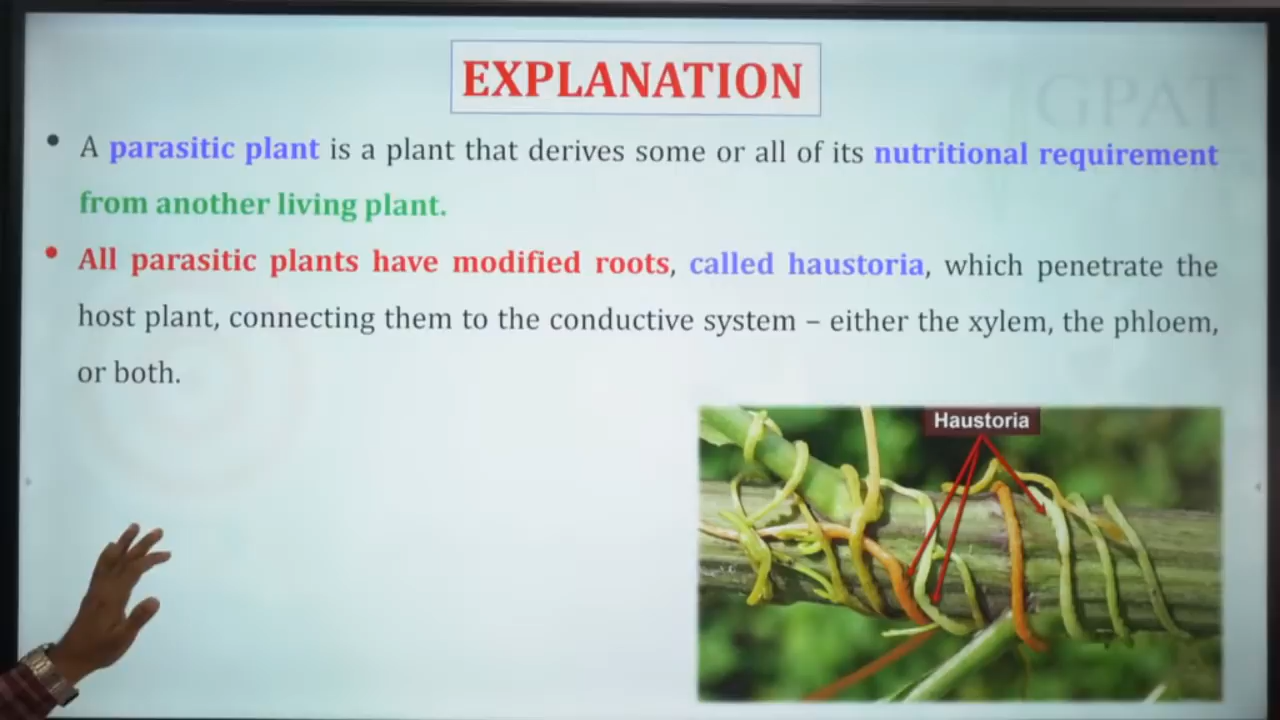 EXPLANATION
GPAT
• A parasitic plant is a plant that derives some or all of its nutritional requirement
from another living plant.
• All parasitic plants have modified roots, called haustoria, which penetrate the
host plant, connecting them to the conductive system – either the xylem, the phloem,
or both.
Haustoria